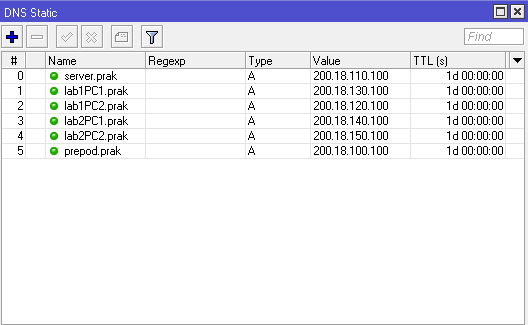 DNS Static
Find
# Name Regexp Type Value TTL (s)
0 server.prak A 200.18.110.100 1d 00:00:00
1 lab1PC1.prak A 200.18.130.100 1d 00:00:00
2 lab1PC2.prak A 200.18.120.100 1d 00:00:00
3 lab2PC1.prak A 200.18.140.100 1d 00:00:00
4 lab2PC2.prak A 200.18.150.100 1d 00:00:00
5 prepod.prak A 200.18.100.100 1d 00:00:00